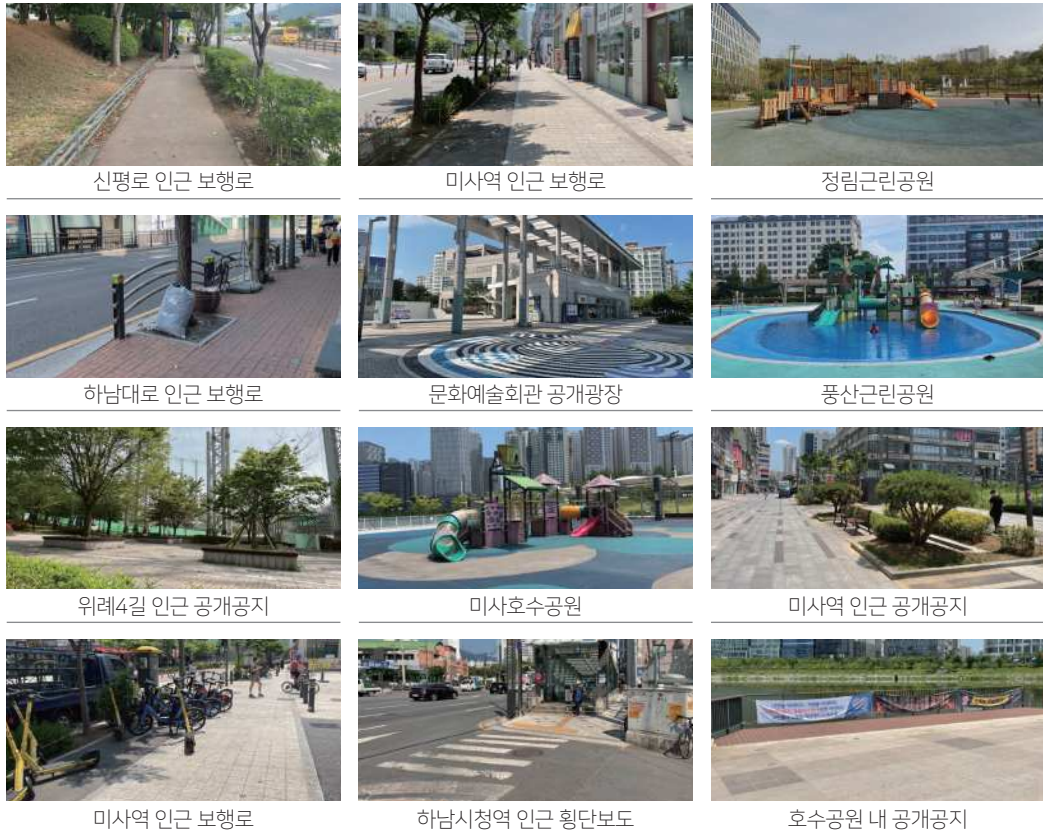 신평로 인근 보행로
미사역 인근 보행로
정림근린공원
하남대로 인근 보행로
문화예술회관 공개광장
풍산근린공원
위례4길 인근 공개공지
미사호수공원
미사역 인근 공개공지
미사역 인근 보행로
하남시청역 인근 횡단보도
호수공원 내 공개공지